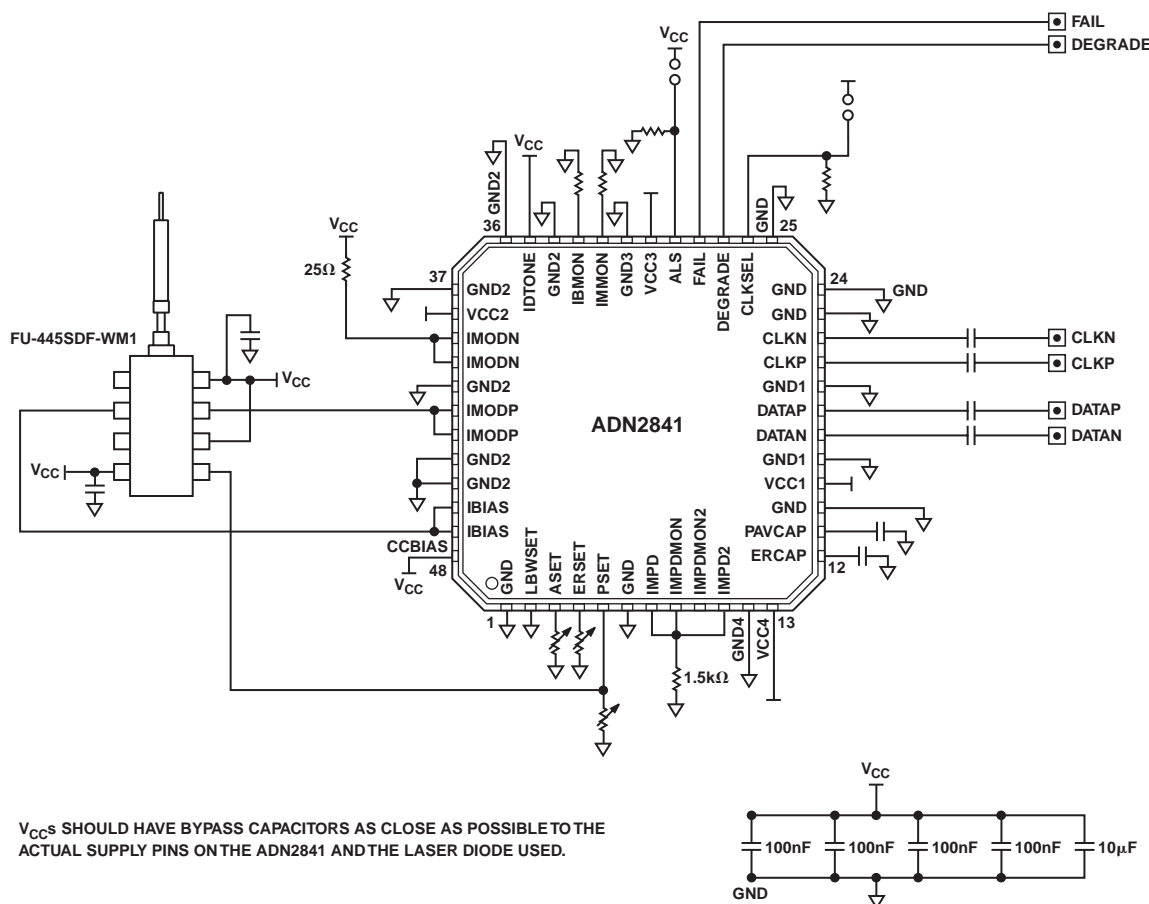 FAIL
DEGRADE
VCC
VCC
VCC
GND2
36
IDTONE
GND2
IBMON
IMMON
GND3
VCC3
ALS
FAIL
DEGRADE
CLKSEL
GND
25
25Ω
37
GND2
VCC2
IMODN
IMODN
GND2
IMODP
IMODP
GND2
GND2
IBIAS
IBIAS
CCBIAS
48
VCC
FU-445SDF-WM1
VCC
VCC
ADN2841
24
GND
GND
GND
CLKN
CLKP
GND1
DATAP
DATAN
GND1
VCC1
GND
PAVCAP
ERCAP
12
CLKN
CLKP
DATAP
DATAN
1
GND
LBWSET
ASET
ERSET
PSET
GND
IMPD
IMPDMON
IMPDMON2
IMPD2
GND4
VCC4
13
1.5kΩ
VCCs SHOULD HAVE BYPASS CAPACITORS AS CLOSE AS POSSIBLE TO THE
ACTUAL SUPPLY PINS ON THE ADN2841 AND THE LASER DIODE USED.
VCC
100nF
100nF
100nF
100nF
10μF
GND